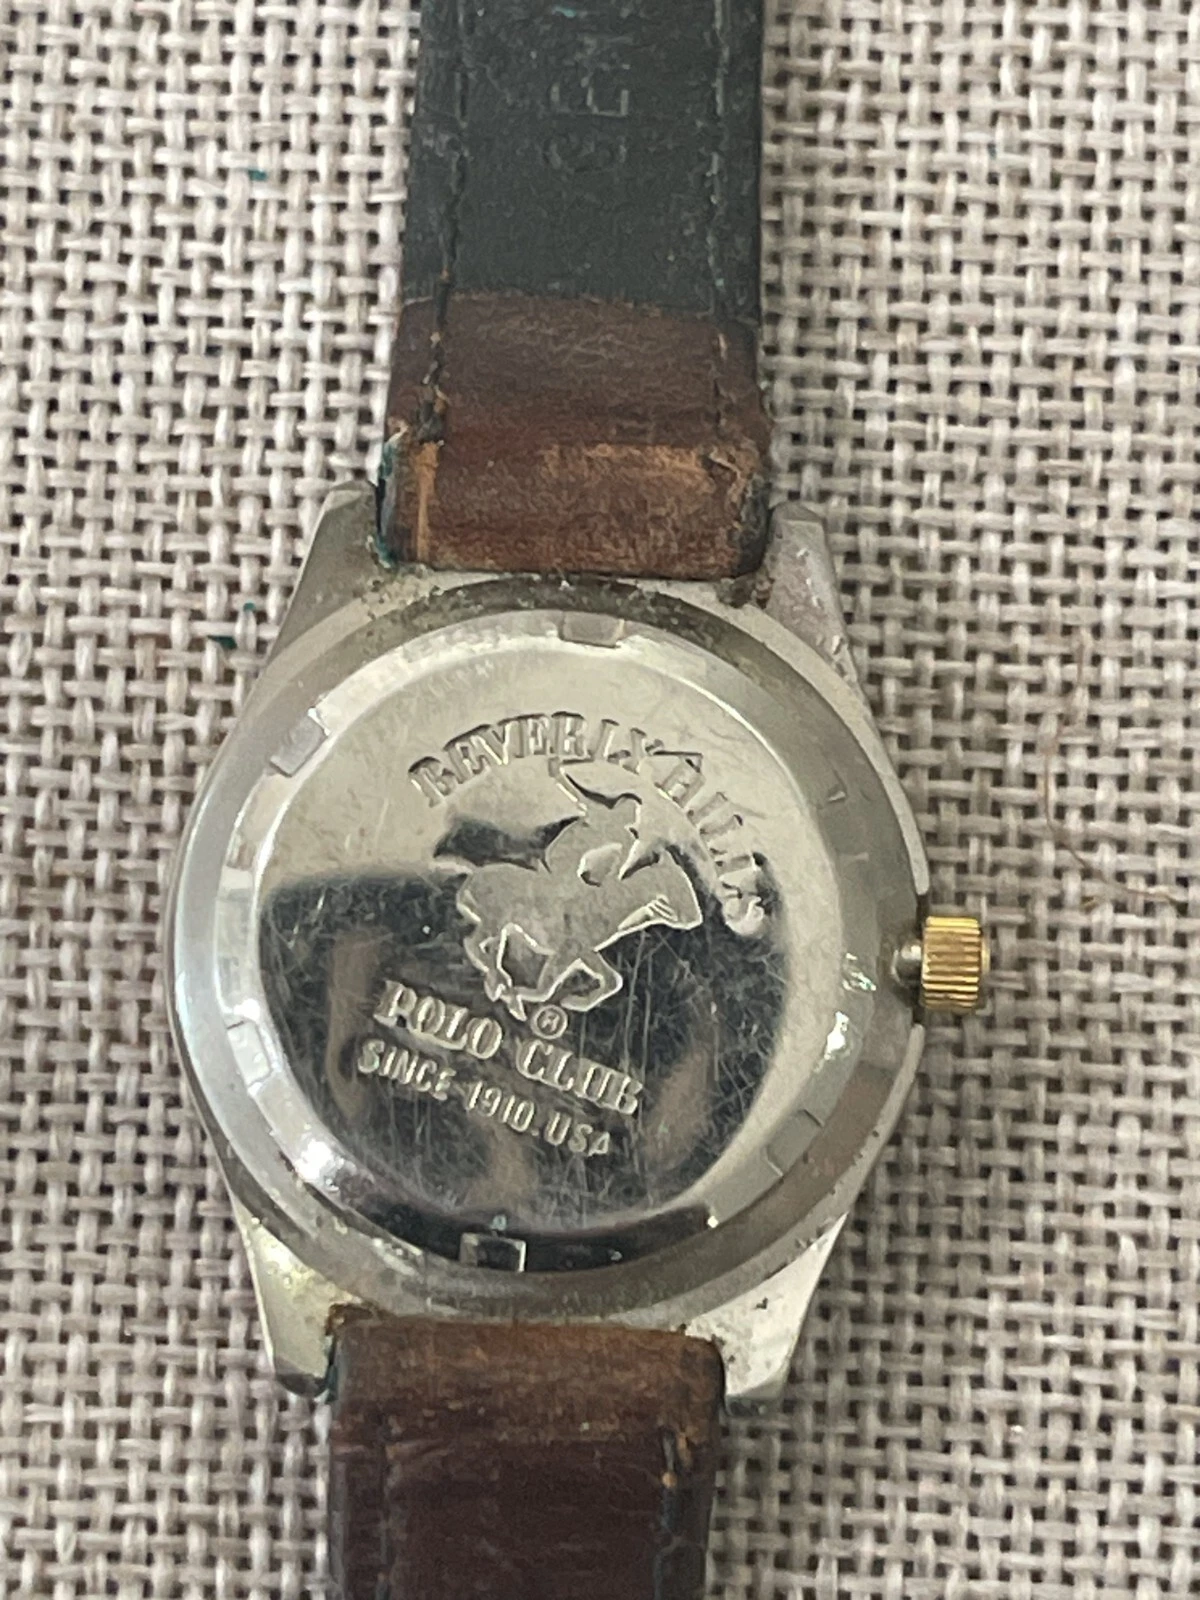 BEVERLY HILLS
®
POLO CLUB
SINCE-1910.USA